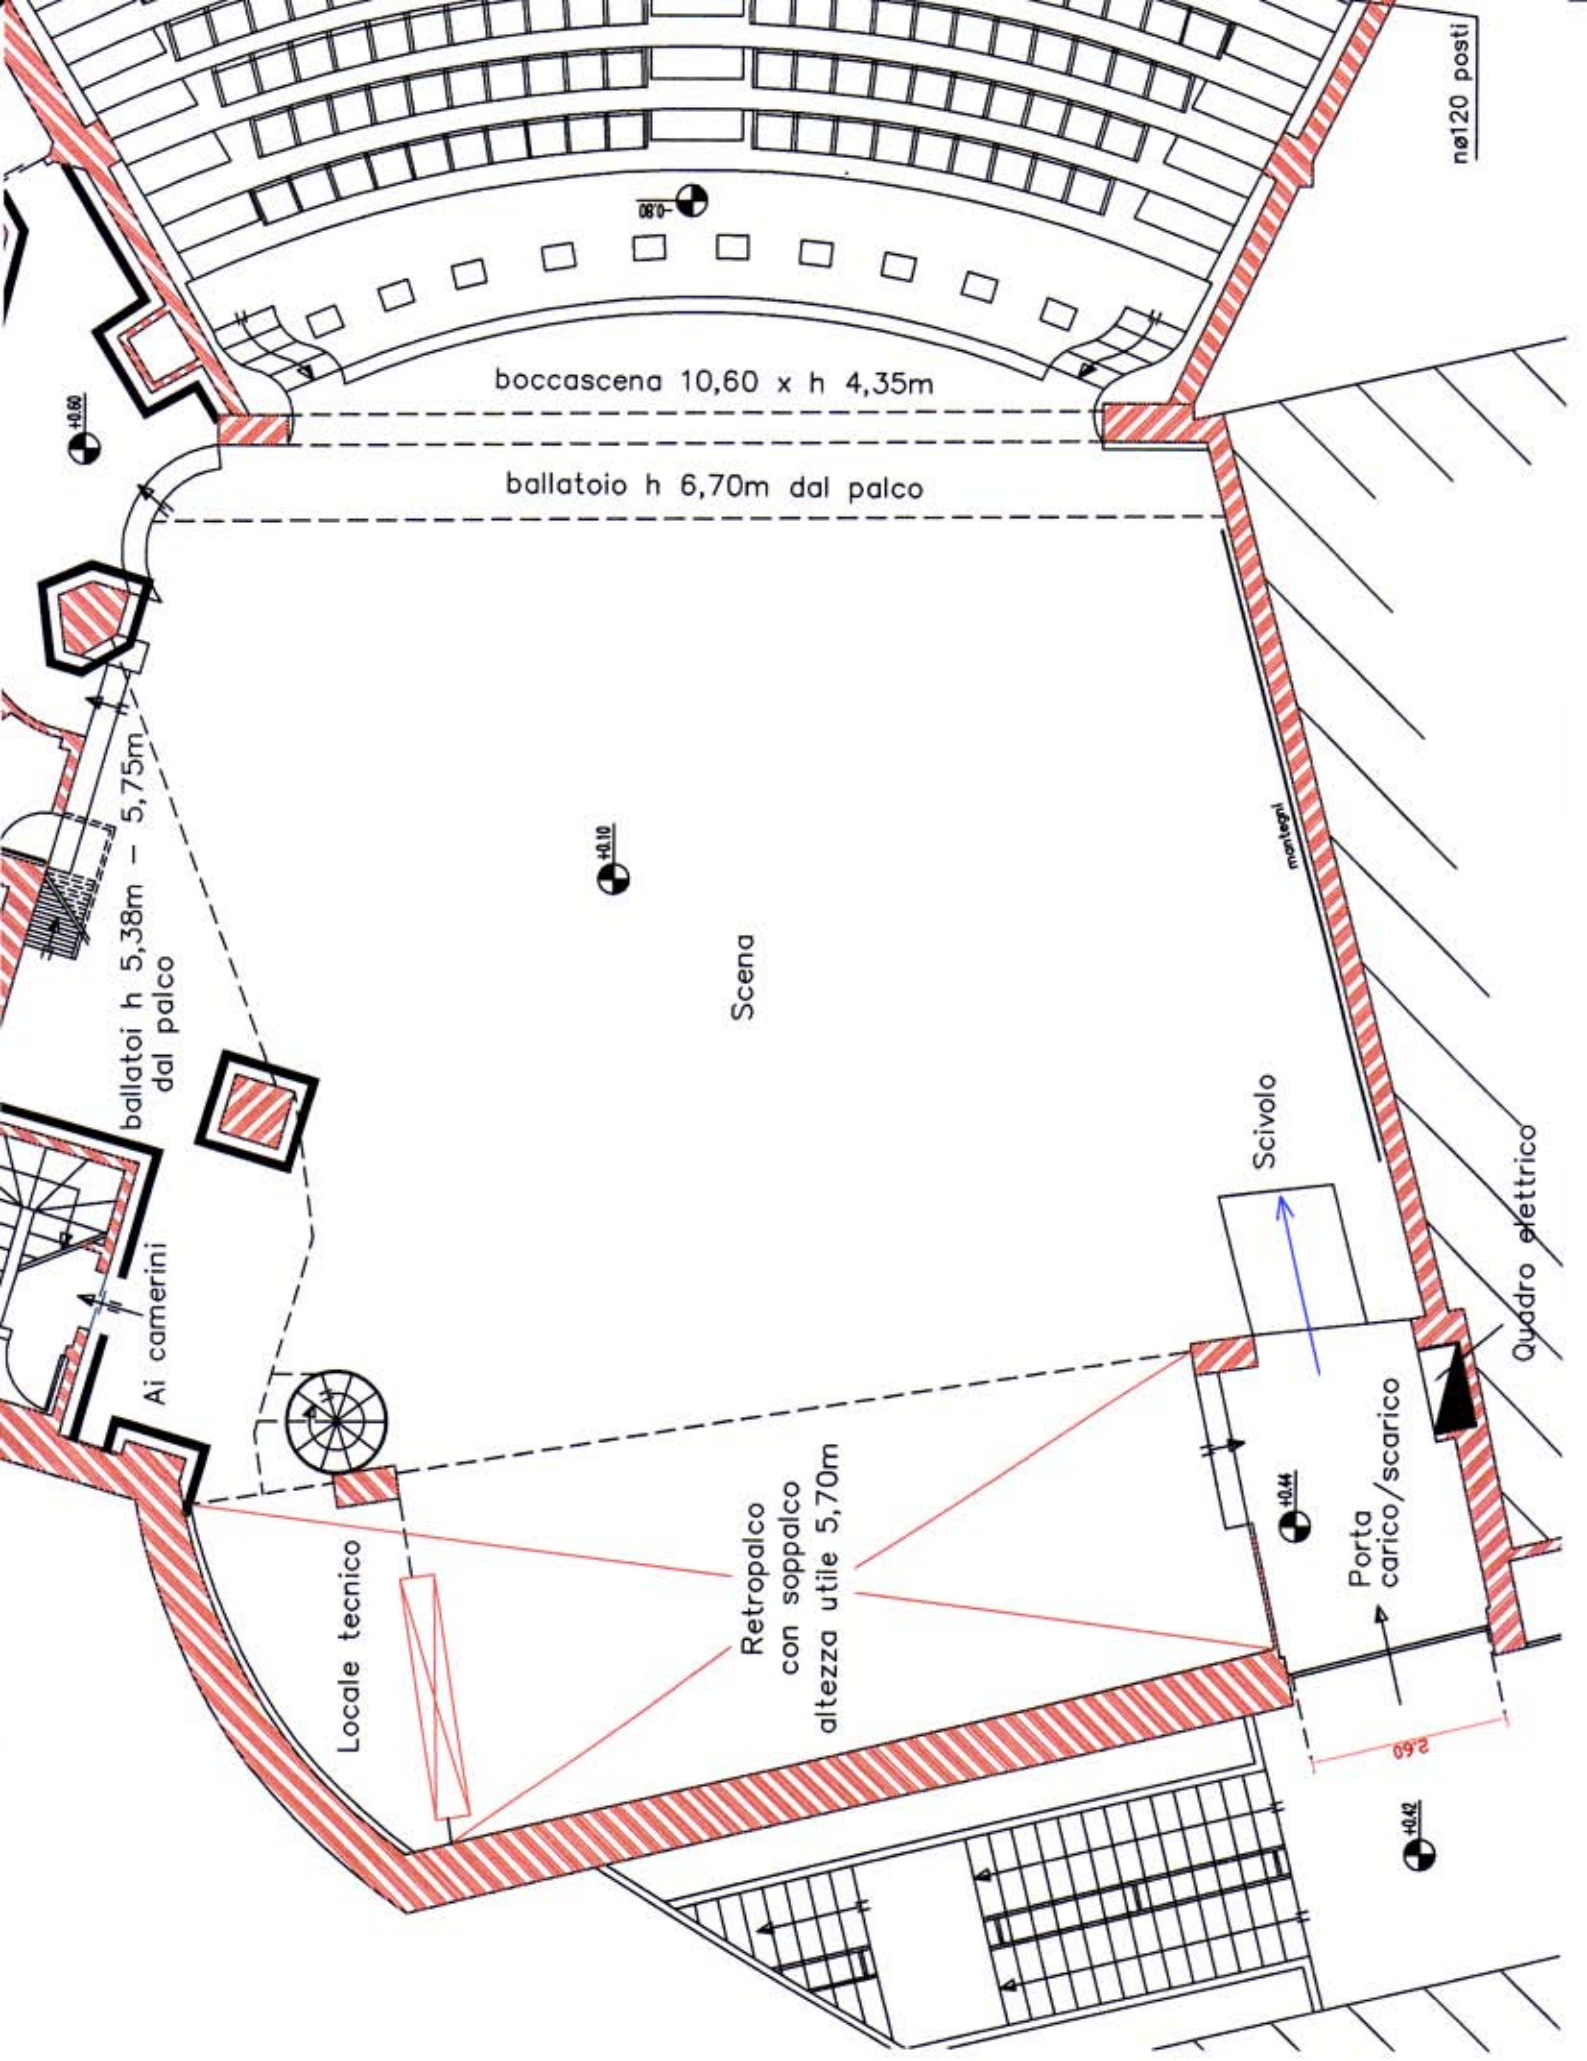 nø120 posti
-0.80
boccascena 10,60 x h 4,35m
+0.60
ballatoio h 6,70m dal palco
ballatoi h 5,38m – 5,75m
dal palco
+0.10
mantegni
Scena
Scivolo
Quadro elettrico
Ai camerini
Locale tecnico
Retropalco
con soppalco
altezza utile 5,70m
+0.44
Porta
carico/scarico
2.60
+0.42